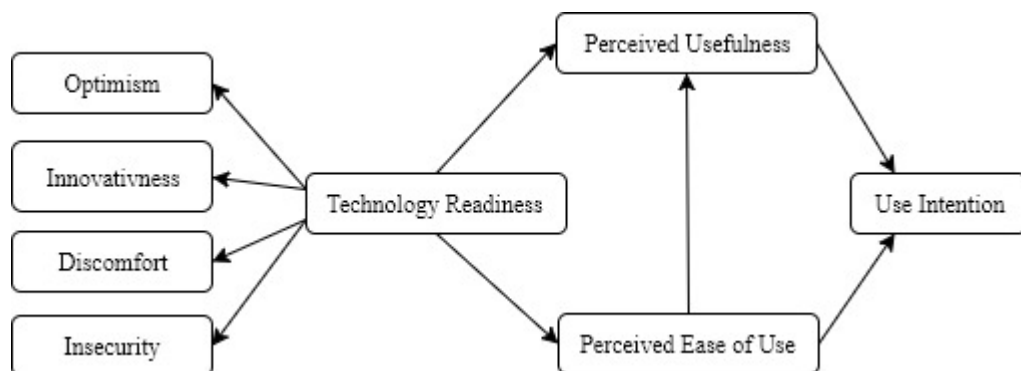 Perceived Usefulness
Optimism
Innovativness
Technology Readiness
Use Intention
Discomfort
Insecurity
Perceived Ease of Use